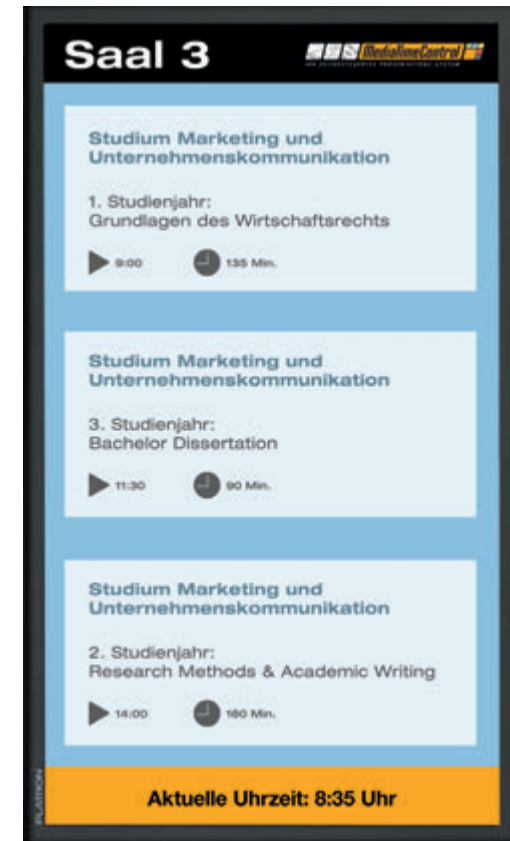 Saal 3
MediaTimeControl
Studium Marketing und
Unternehmenskommunikation
1. Studienjahr:
Grundlagen des Wirtschaftsrechts
9:00 135 Min.
Studium Marketing und
Unternehmenskommunikation
3. Studienjahr:
Bachelor Dissertation
11:30 90 Min.
Studium Marketing und
Unternehmenskommunikation
2. Studienjahr:
Research Methods & Academic Writing
14:00 Min.
Aktuelle Uhrzeit: 8:35 Uhr
FLATRON